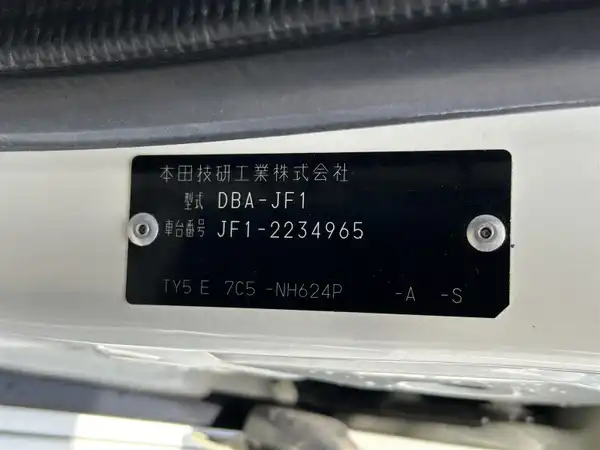 本田技研工業株式会社
型式 DBA-JF1
車台番号 JF1-2234965
TY5 E 7C5 -NH624P -A -S